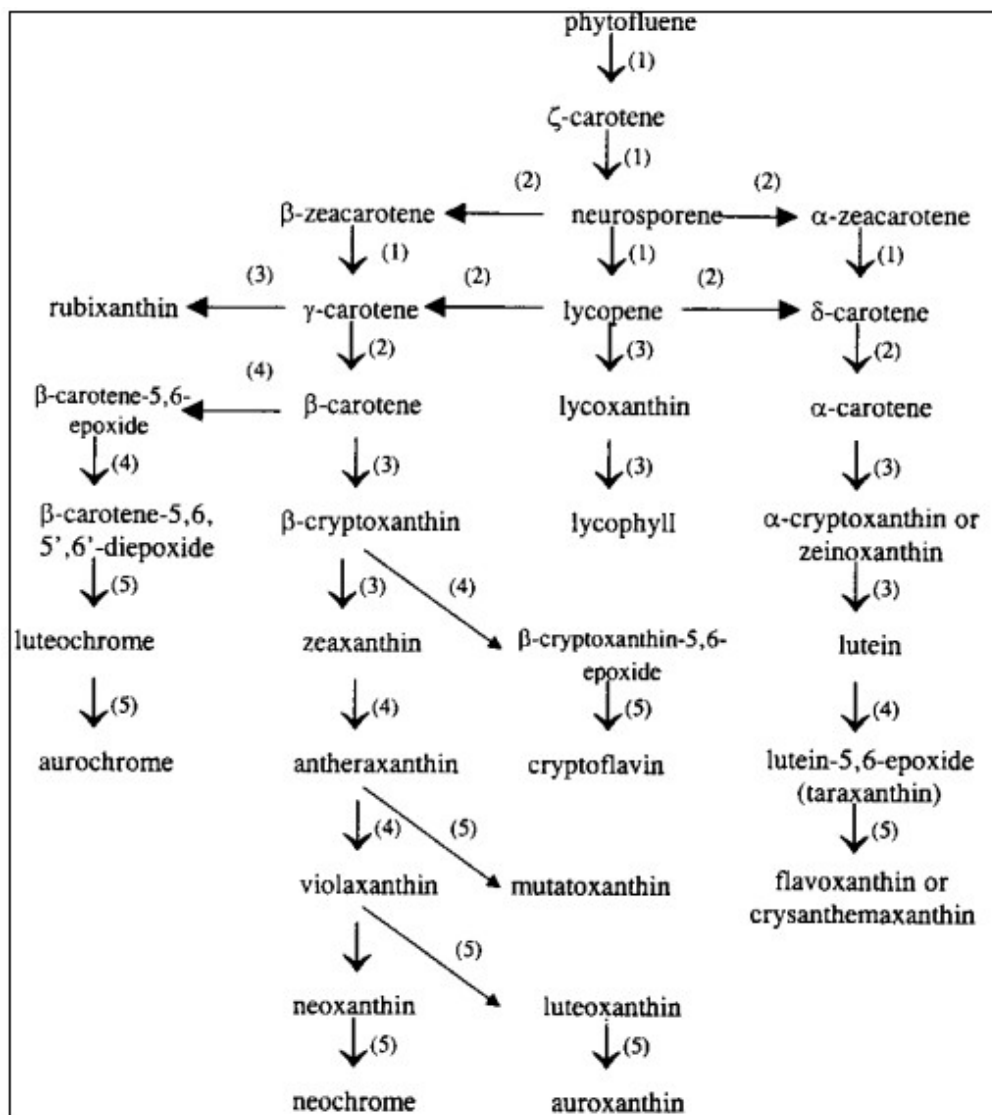 phytofluene
(1)
ζ-carotene
(1)
(2) (2)
β-zeacarotene neurosporene α-zeacarotene
(1) (1) (1)
(3) (2) (2)
rubixanthin γ-carotene lycopene δ-carotene
(2) (3) (2)
(4)
β-carotene-5,6-
epoxide β-carotene lycoxanthin α-carotene
(4) (3) (3) (3)
β-carotene-5,6,
5',6'-diepoxide β-cryptoxanthin lycophyll α-cryptoxanthin or
zeinoxanthin
(5) (3) (4) (3)
luteochrome zeaxanthin β-cryptoxanthin-5,6-
epoxide lutein
(5) (4) (5) (4)
aurochrome antheraxanthin cryptoflavin lutein-5,6-epoxide
(taraxanthin)
(4) (5) (5)
violaxanthin mutatoxanthin flavoxanthin or
crysanthemaxanthin
(5)
neoxanthin luteoxanthin
(5) (5)
neochrome auroxanthin